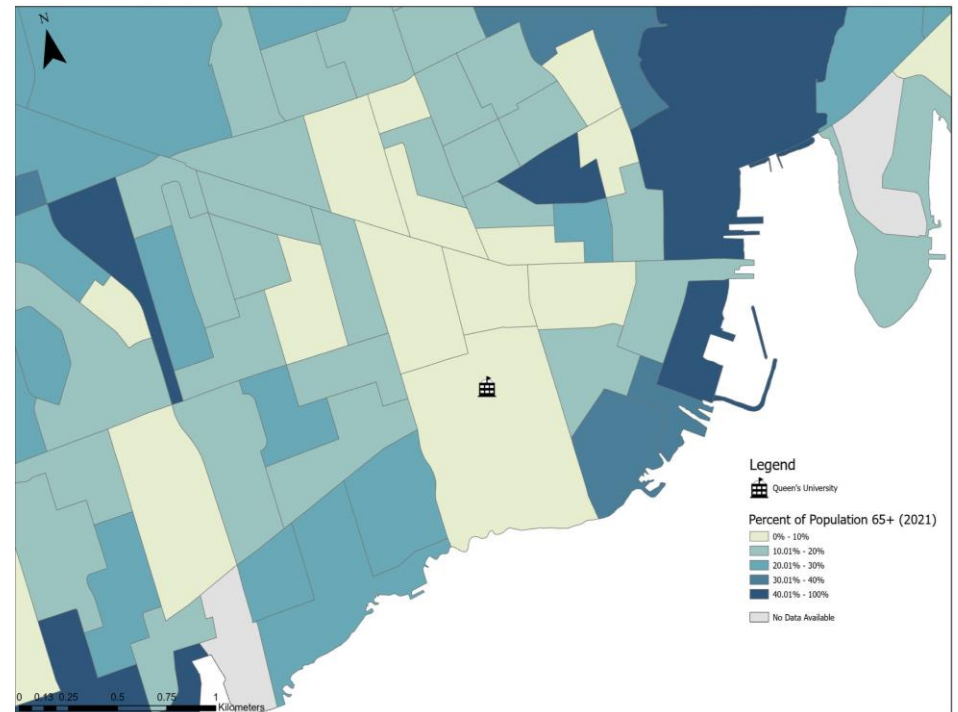 N
Legend
Queen's University
Percent of Population 65+ (2021)
0% - 10%
10.01% - 20%
20.01% - 30%
30.01% - 40%
40.01% - 100%
No Data Available
0 0.13 0.25 0.5 0.75 1
Kilometers